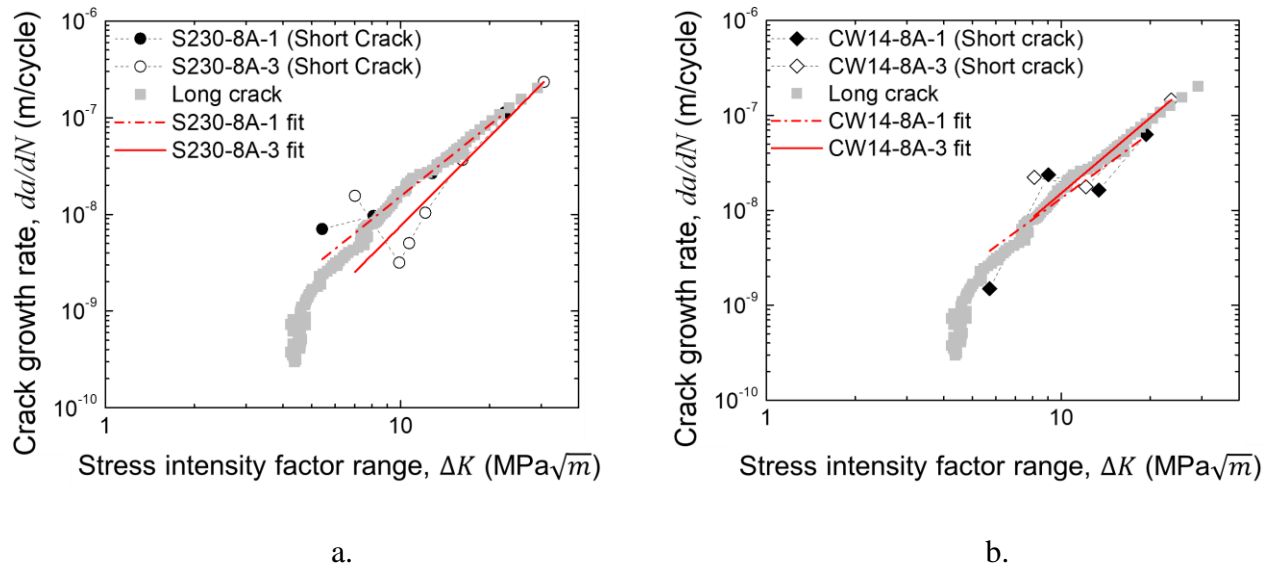 Crack growth rate, da/dN (m/cycle)
10⁻⁶
10⁻⁷
10⁻⁸
10⁻⁹
10⁻¹⁰
S230-8A-1 (Short Crack)
S230-8A-3 (Short Crack)
Long crack
S230-8A-1 fit
S230-8A-3 fit
1
10
Stress intensity factor range, ΔK (MPa√m)
a.
Crack growth rate, da/dN (m/cycle)
10⁻⁶
10⁻⁷
10⁻⁸
10⁻⁹
10⁻¹⁰
CW14-8A-1 (Short crack)
CW14-8A-3 (Short crack)
Long crack
CW14-8A-1 fit
CW14-8A-3 fit
1
10
Stress intensity factor range, ΔK (MPa√m)
b.